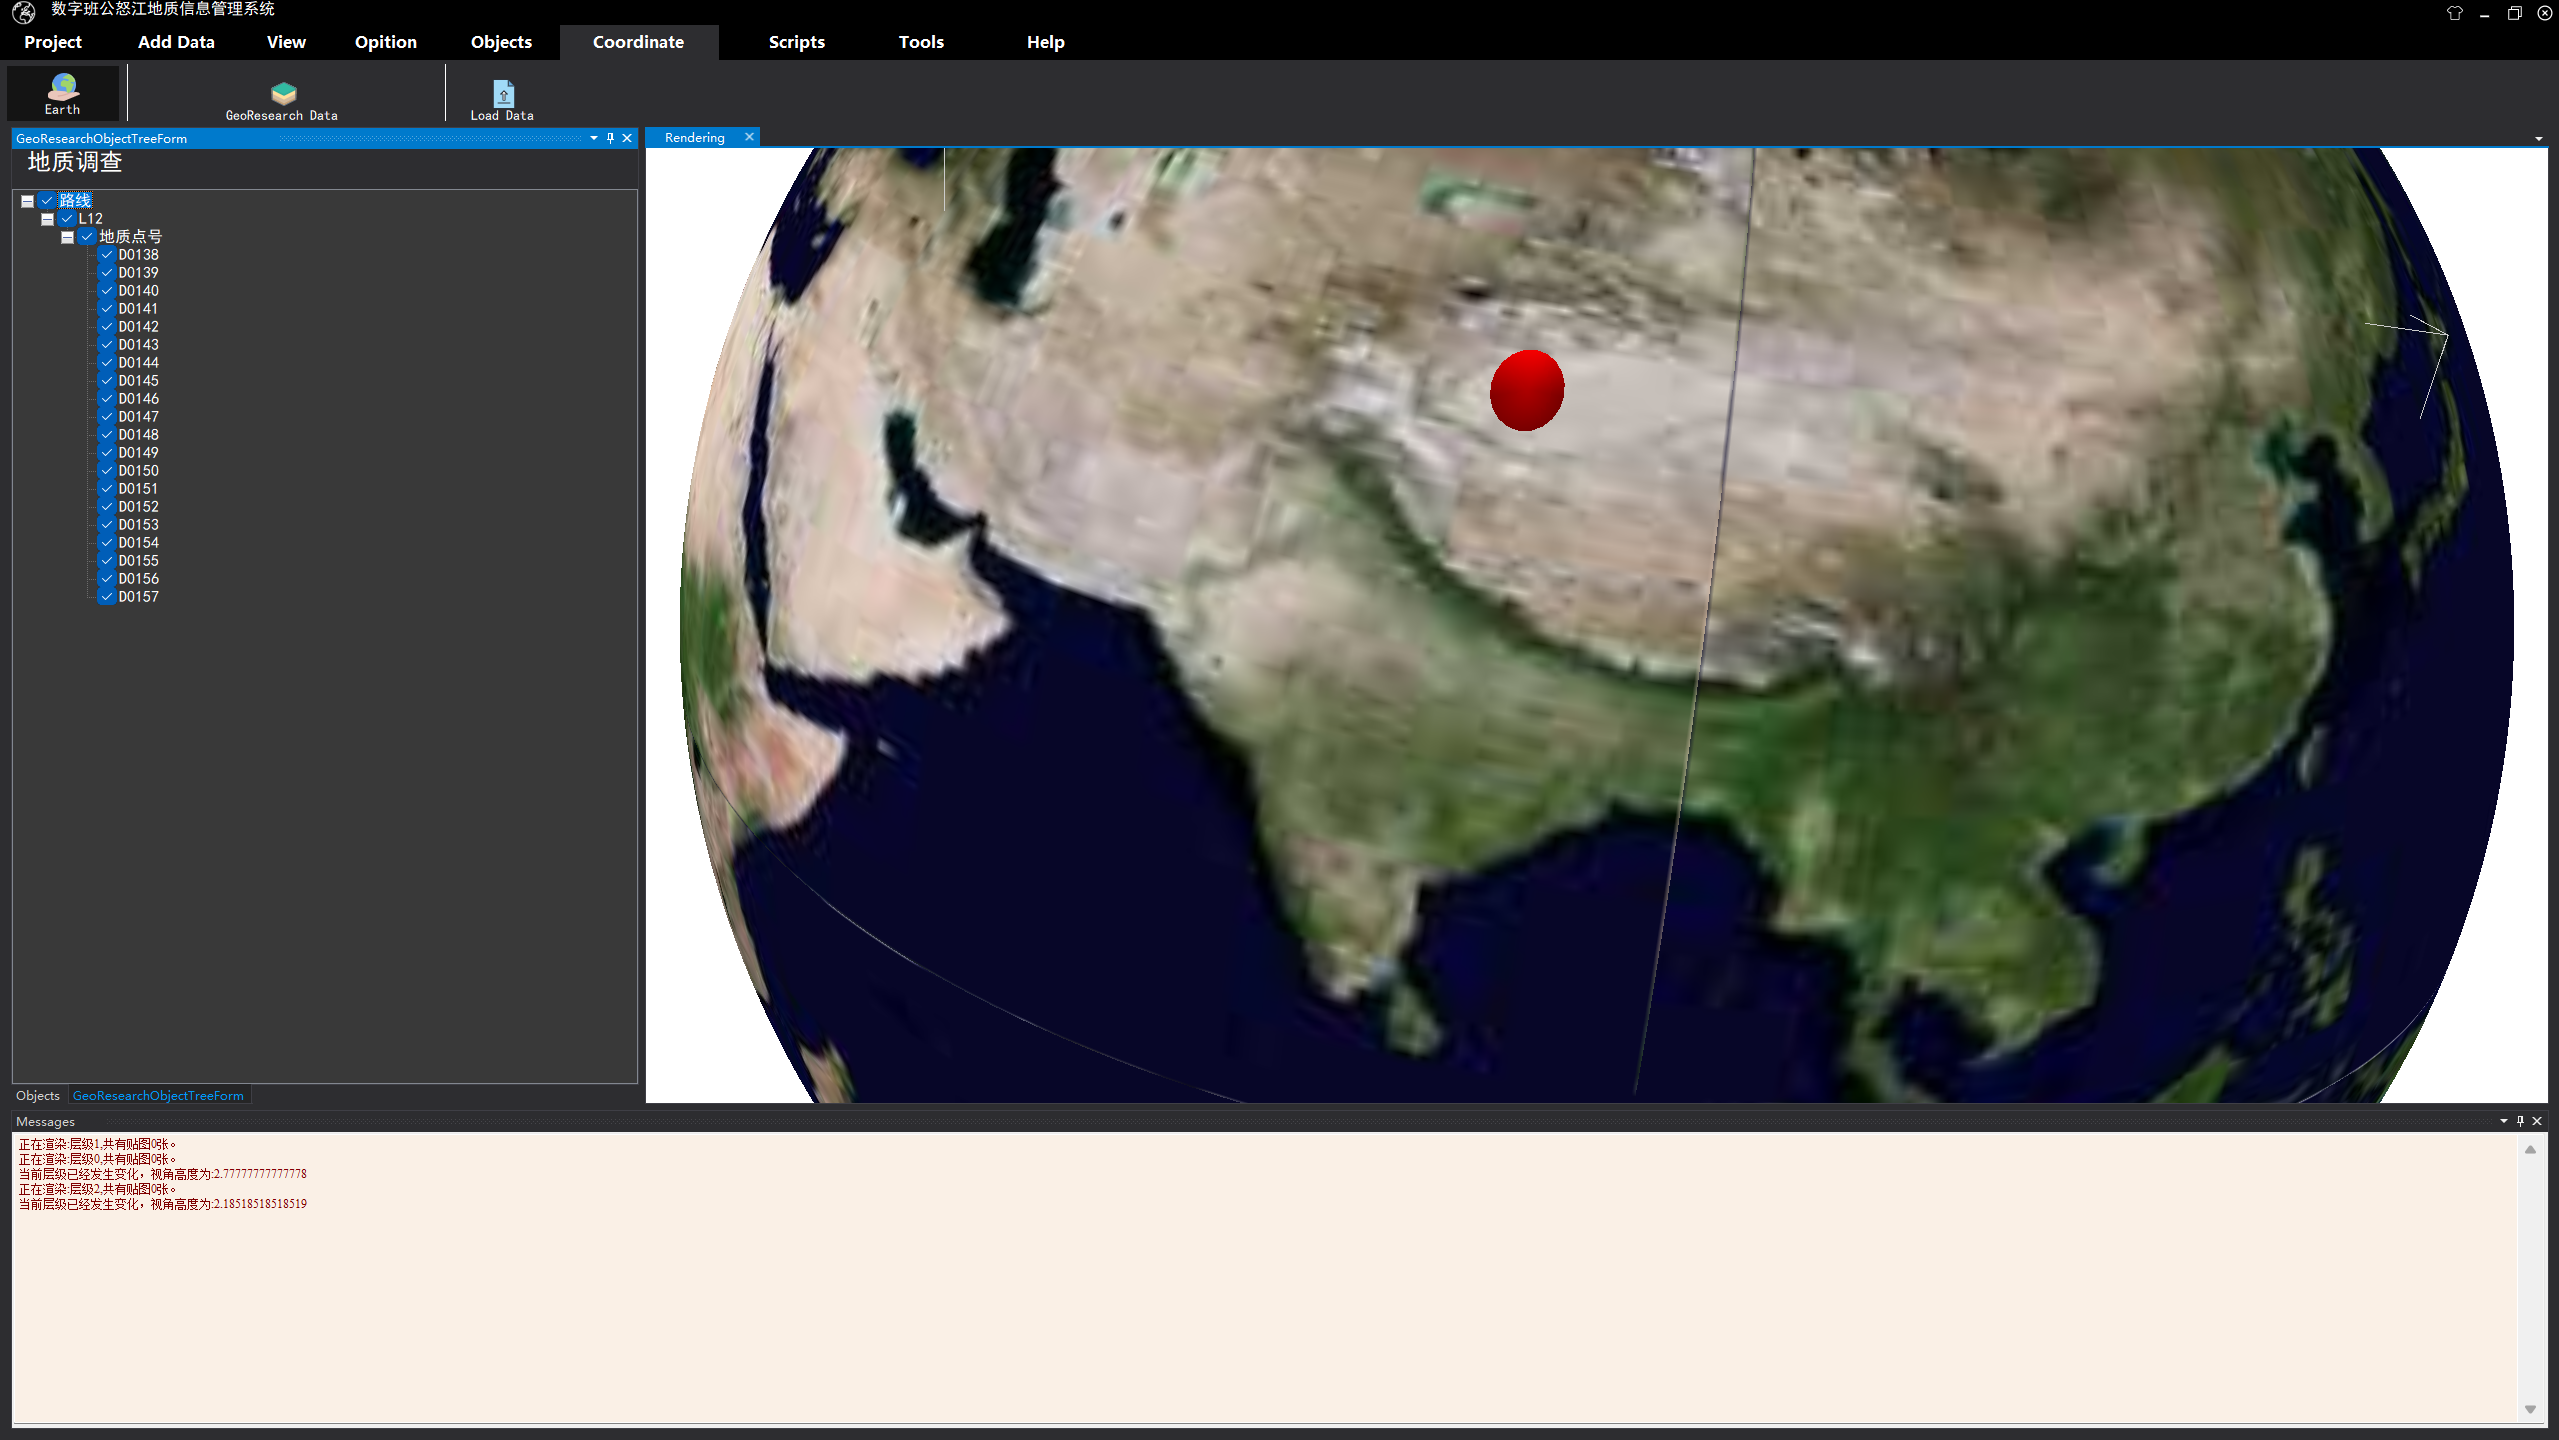 数字班公怒江地质信息管理系统
Project Add Data View Opition Objects Coordinate Scripts Tools Help
Earth
GeoResearch Data
Load Data
GeoResearchObjectTreeForm
Rendering
地质调查
路线
L12
地质点号
D0138
D0139
D0140
D0141
D0142
D0143
D0144
D0145
D0146
D0147
D0148
D0149
D0150
D0151
D0152
D0153
D0154
D0155
D0156
D0157
Objects GeoResearchObjectTreeForm
Messages
正在渲染:层级1,共有贴图0张。
正在渲染:层级0,共有贴图0张。
当前层级已经发生变化，视角高度为:2.77777777777778
正在渲染:层级2,共有贴图0张。
当前层级已经发生变化，视角高度为:2.18518518518519